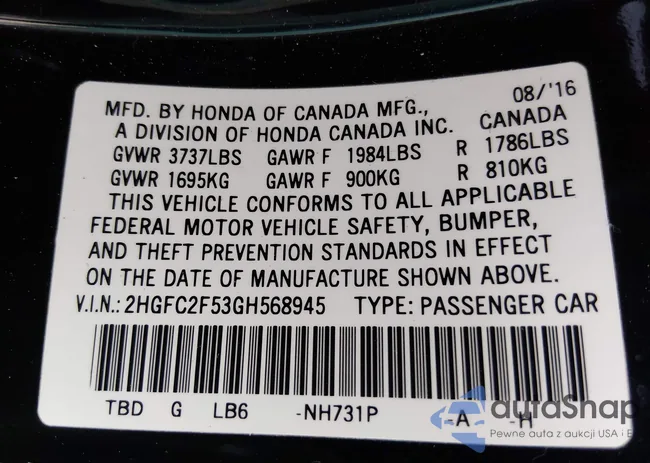 08/'16
MFD. BY HONDA OF CANADA MFG.,
A DIVISION OF HONDA CANADA INC. CANADA
GVWR 3737LBS GAWR F 1984LBS R 1786LBS
GVWR 1695KG GAWR F 900KG R 810KG
THIS VEHICLE CONFORMS TO ALL APPLICABLE
FEDERAL MOTOR VEHICLE SAFETY, BUMPER,
AND THEFT PREVENTION STANDARDS IN EFFECT
ON THE DATE OF MANUFACTURE SHOWN ABOVE.
V.I.N.: 2HGFC2F53GH568945 TYPE: PASSENGER CAR
TBD G LB6 -NH731P -A -H
autaSnap
Pewne auta z aukcji USA i E